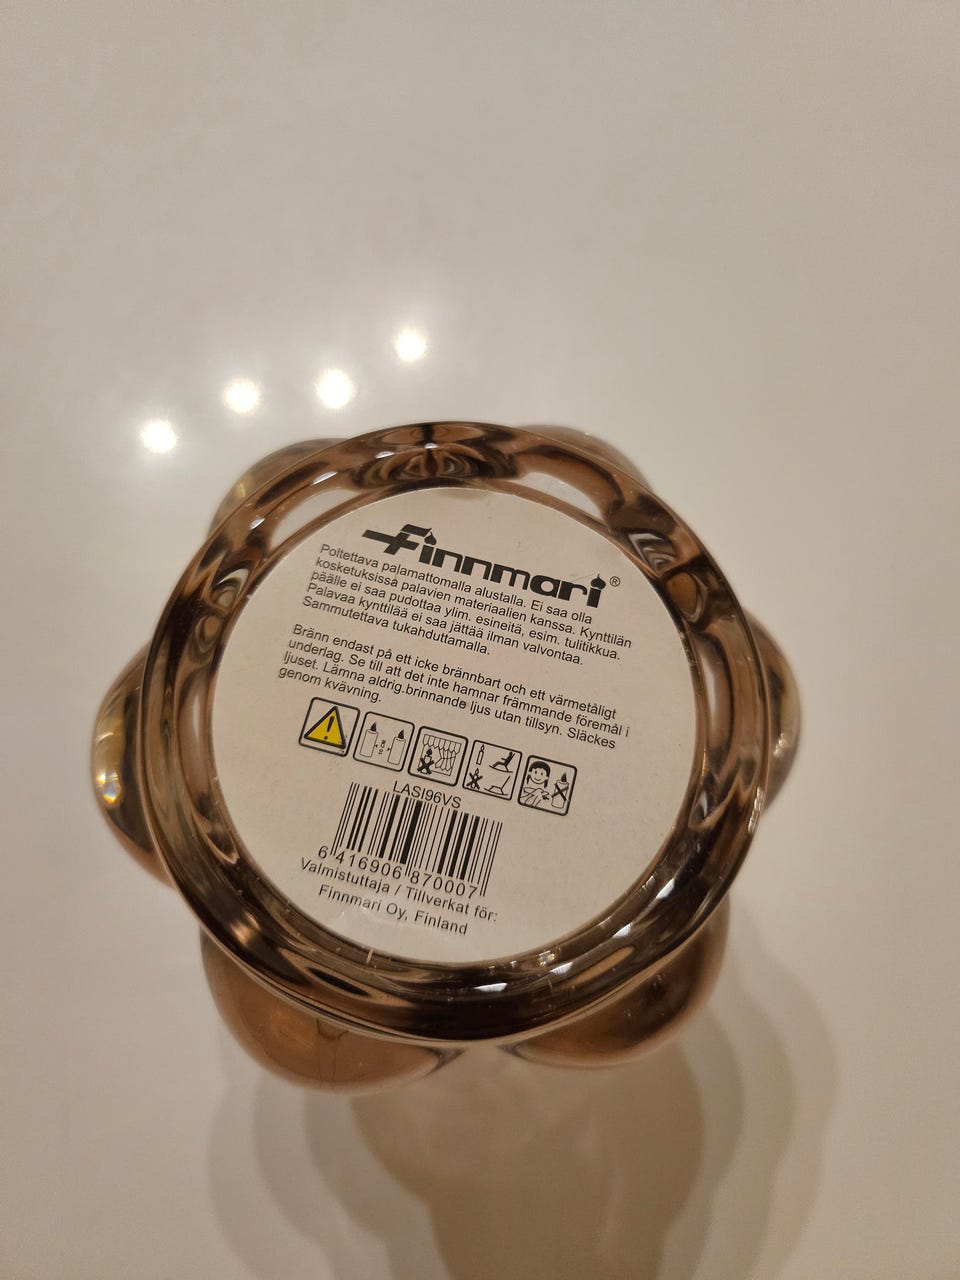 finnmari®
Poltettava palamattomalla alustalla. Ei saa olla
kosketuksissa palavien materiaalien kanssa. Kynttilän
päälle ei saa pudottaa ylim. esineitä, esim. tulitikkua.
Palavaa kynttilää ei saa jättää ilman valvontaa.
Sammutettava tukahduttamalla.
Bränn endast på ett icke brännbart och ett värmetåligt
underlag. Se till att det inte hamnar främmande föremål i
ljuset. Lämna aldrig.brinnande ljus utan tillsyn. Släckes
genom kvävning.
LASI96VS
6 416906 870007
Valmistuttaja / Tillverkat för:
Finnmari Oy, Finland